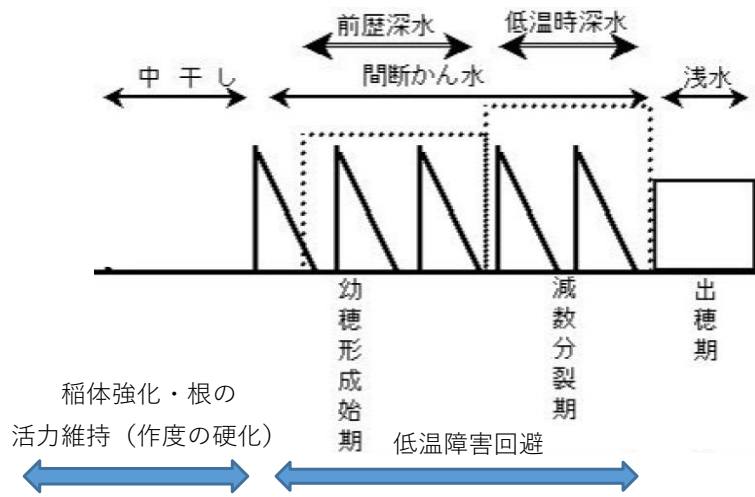 前歴深水
低温時深水
中 干 し
間断かん水
浅水
幼穂形成始期
減数分裂期
出穂期
稲体強化・根の
活力維持（作度の硬化）
低温障害回避